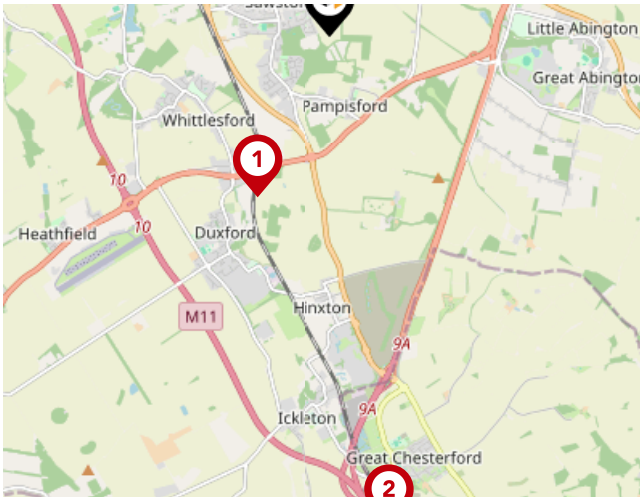 Sawston
Little Abington
Great Abington
Pampisford
Whittlesford
1
10
10
Heathfield
Duxford
Hinxton
M11
9A
9A
Ickleton
Great Chesterford
2